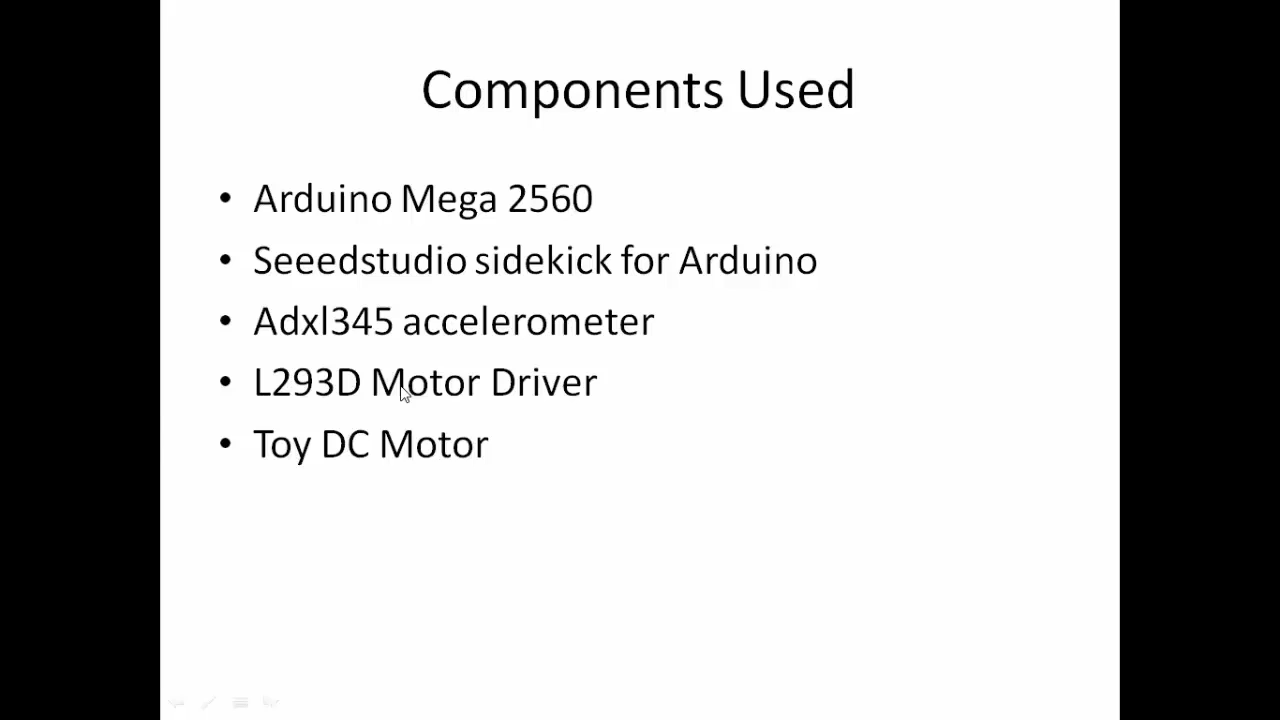 Components Used
• Arduino Mega 2560
• Seeedstudio sidekick for Arduino
• Adxl345 accelerometer
• L293D Motor Driver
• Toy DC Motor